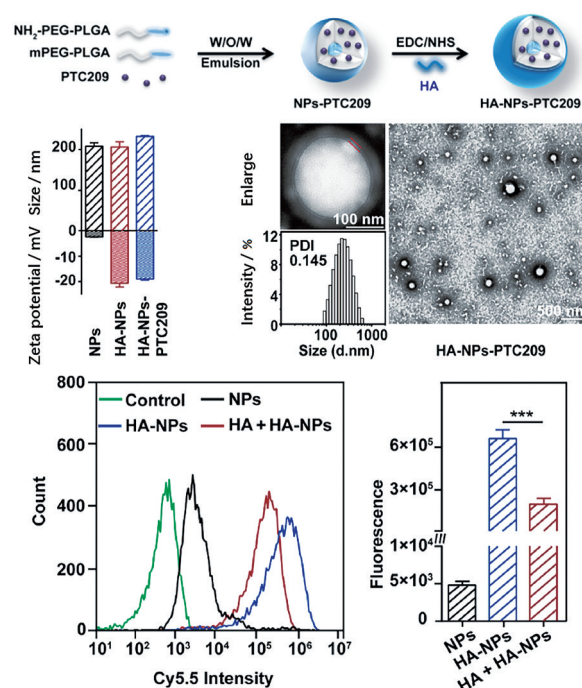 NH₂-PEG-PLGA
mPEG-PLGA
PTC209
W/O/W
Emulsion
NPs-PTC209
EDC/NHS
HA
HA-NPs-PTC209
Zeta potential / mV Size / nm
200
100
0
-10
-20
NPs
HA-NPs
HA-NPs-
PTC209
Enlarge
100 nm
Intensity / %
12
8
4
0
PDI
0.145
10 100 1000
Size (d.nm)
500 nm
HA-NPs-PTC209
Count
800
600
400
200
0
Control
NPs
HA-NPs
HA + HA-NPs
10¹ 10² 10³ 10⁴ 10⁵ 10⁶ 10⁷
Cy5.5 Intensity
Fluorescence
***
6×10⁵
3×10⁵
1×10⁴
5×10³
0
NPs
HA-NPs
HA + HA-NPs